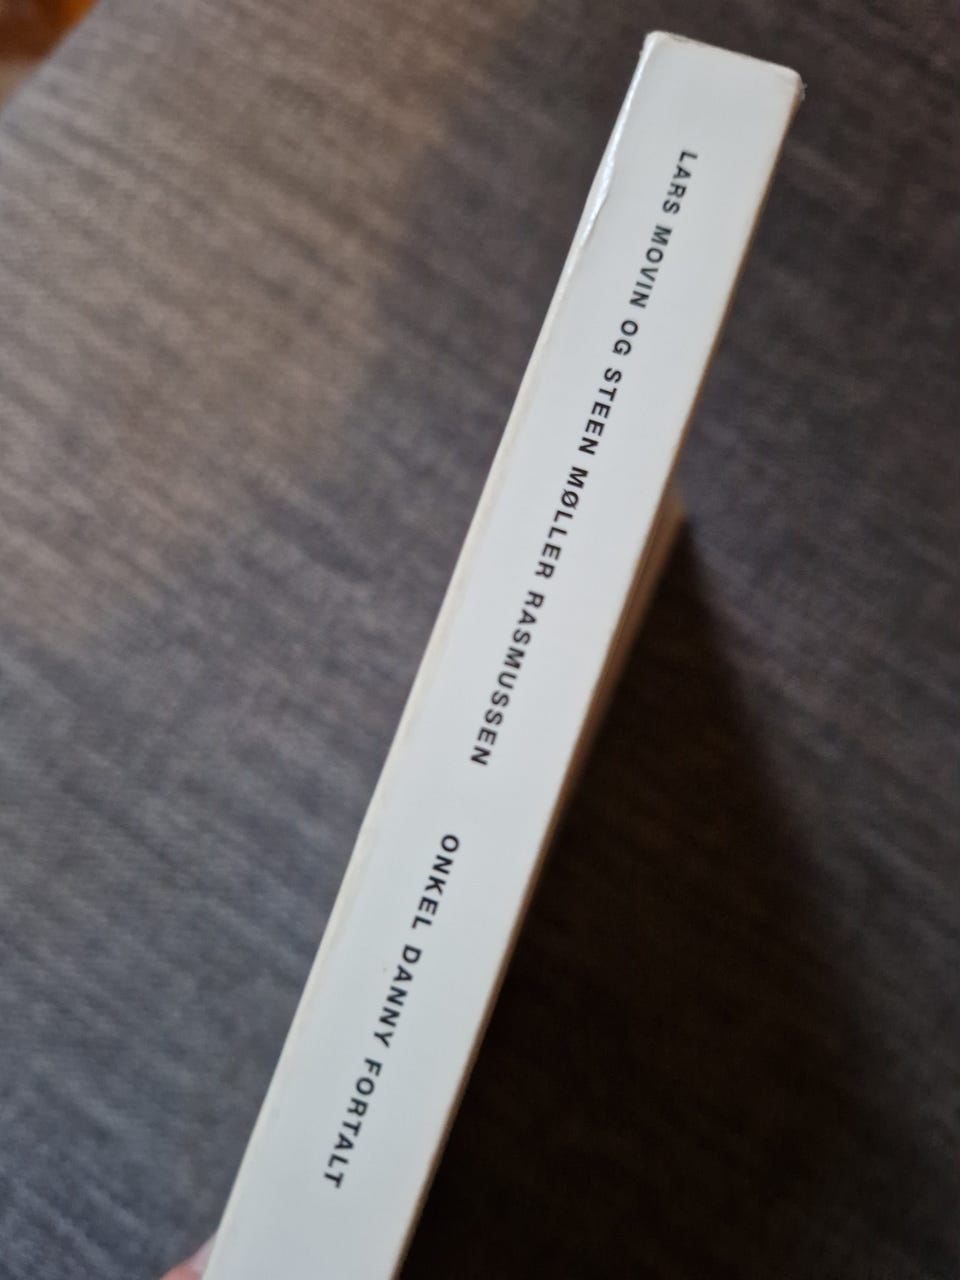 LARS MOVIN OG STEEN MØLLER RASMUSSEN ONKEL DANNY FORTALT